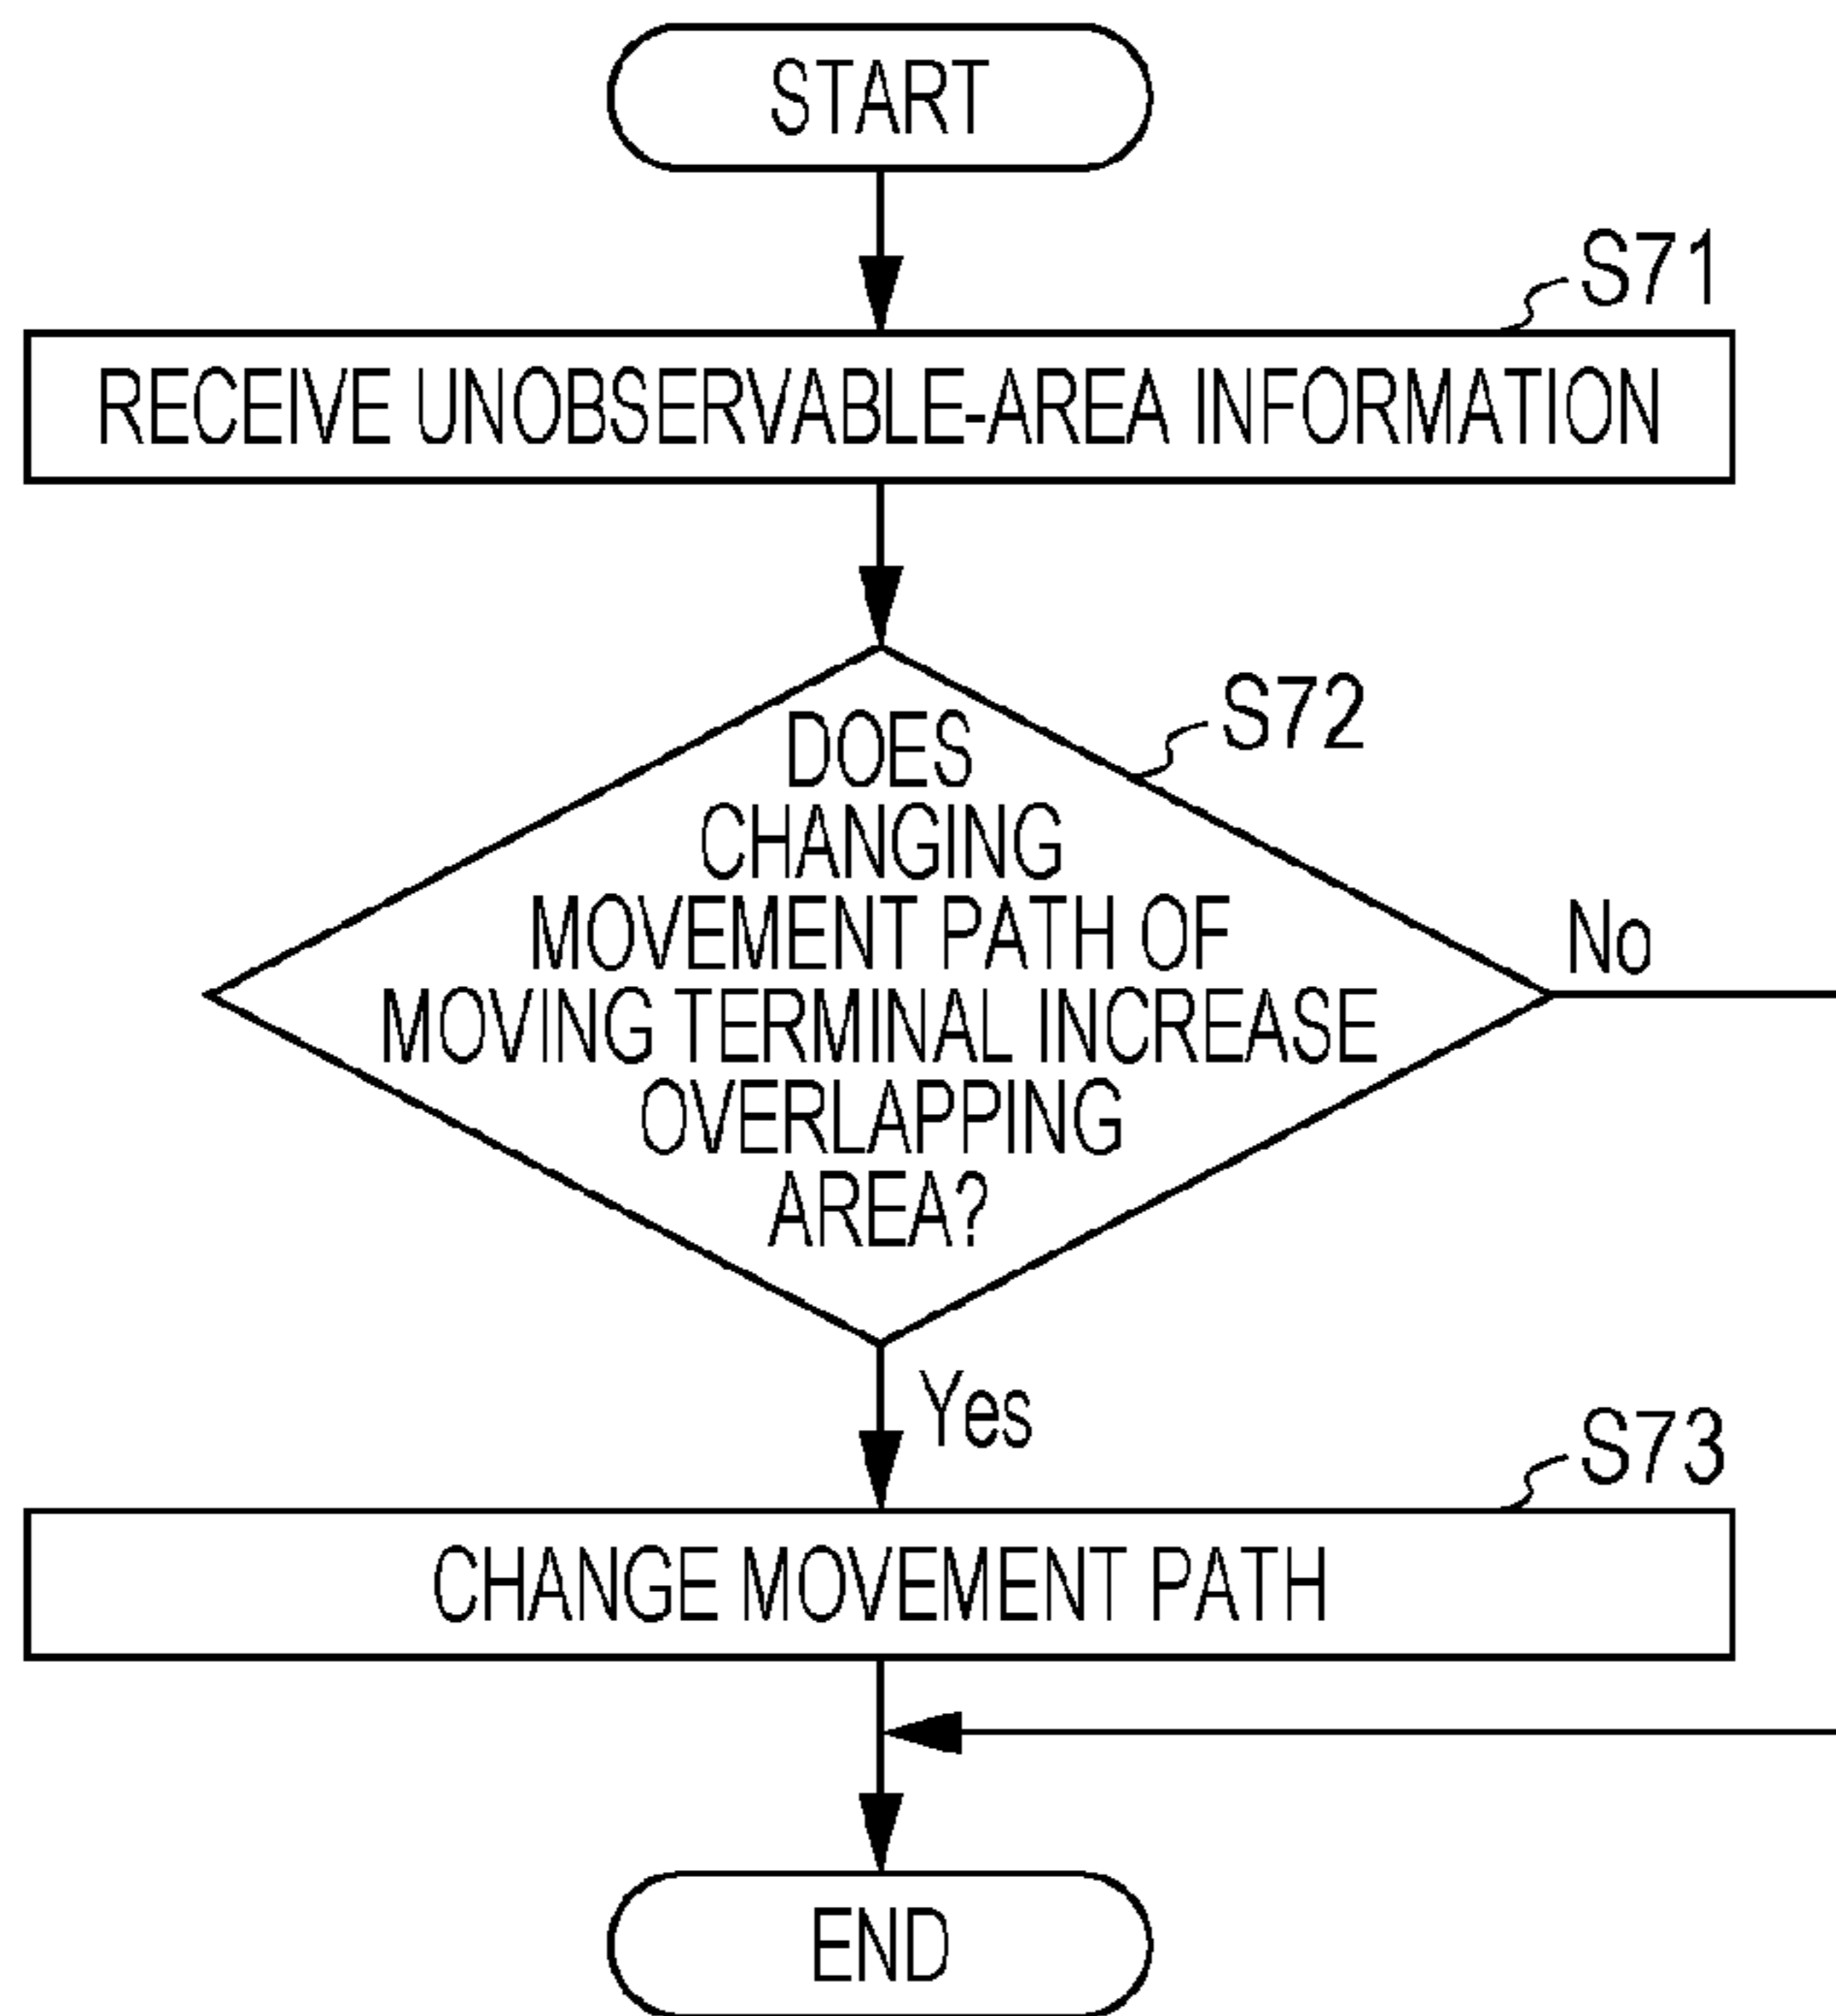 START
S71
RECEIVE UNOBSERVABLE-AREA INFORMATION
S72
DOES
CHANGING
MOVEMENT PATH OF
MOVING TERMINAL INCREASE
OVERLAPPING
AREA?
No
Yes
S73
CHANGE MOVEMENT PATH
END